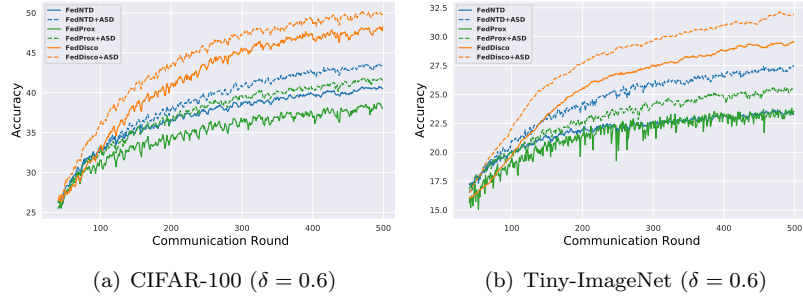 FedNTD
FedNTD+ASD
FedProx
FedProx+ASD
FedDisco
FedDisco+ASD
50
45
40
35
30
25
Accuracy
100
200
300
400
500
Communication Round
(a) CIFAR-100 (δ = 0.6)
FedNTD
FedNTD+ASD
FedProx
FedProx+ASD
FedDisco
FedDisco+ASD
32.5
30.0
27.5
25.0
22.5
20.0
17.5
15.0
Accuracy
100
200
300
400
500
Communication Round
(b) Tiny-ImageNet (δ = 0.6)